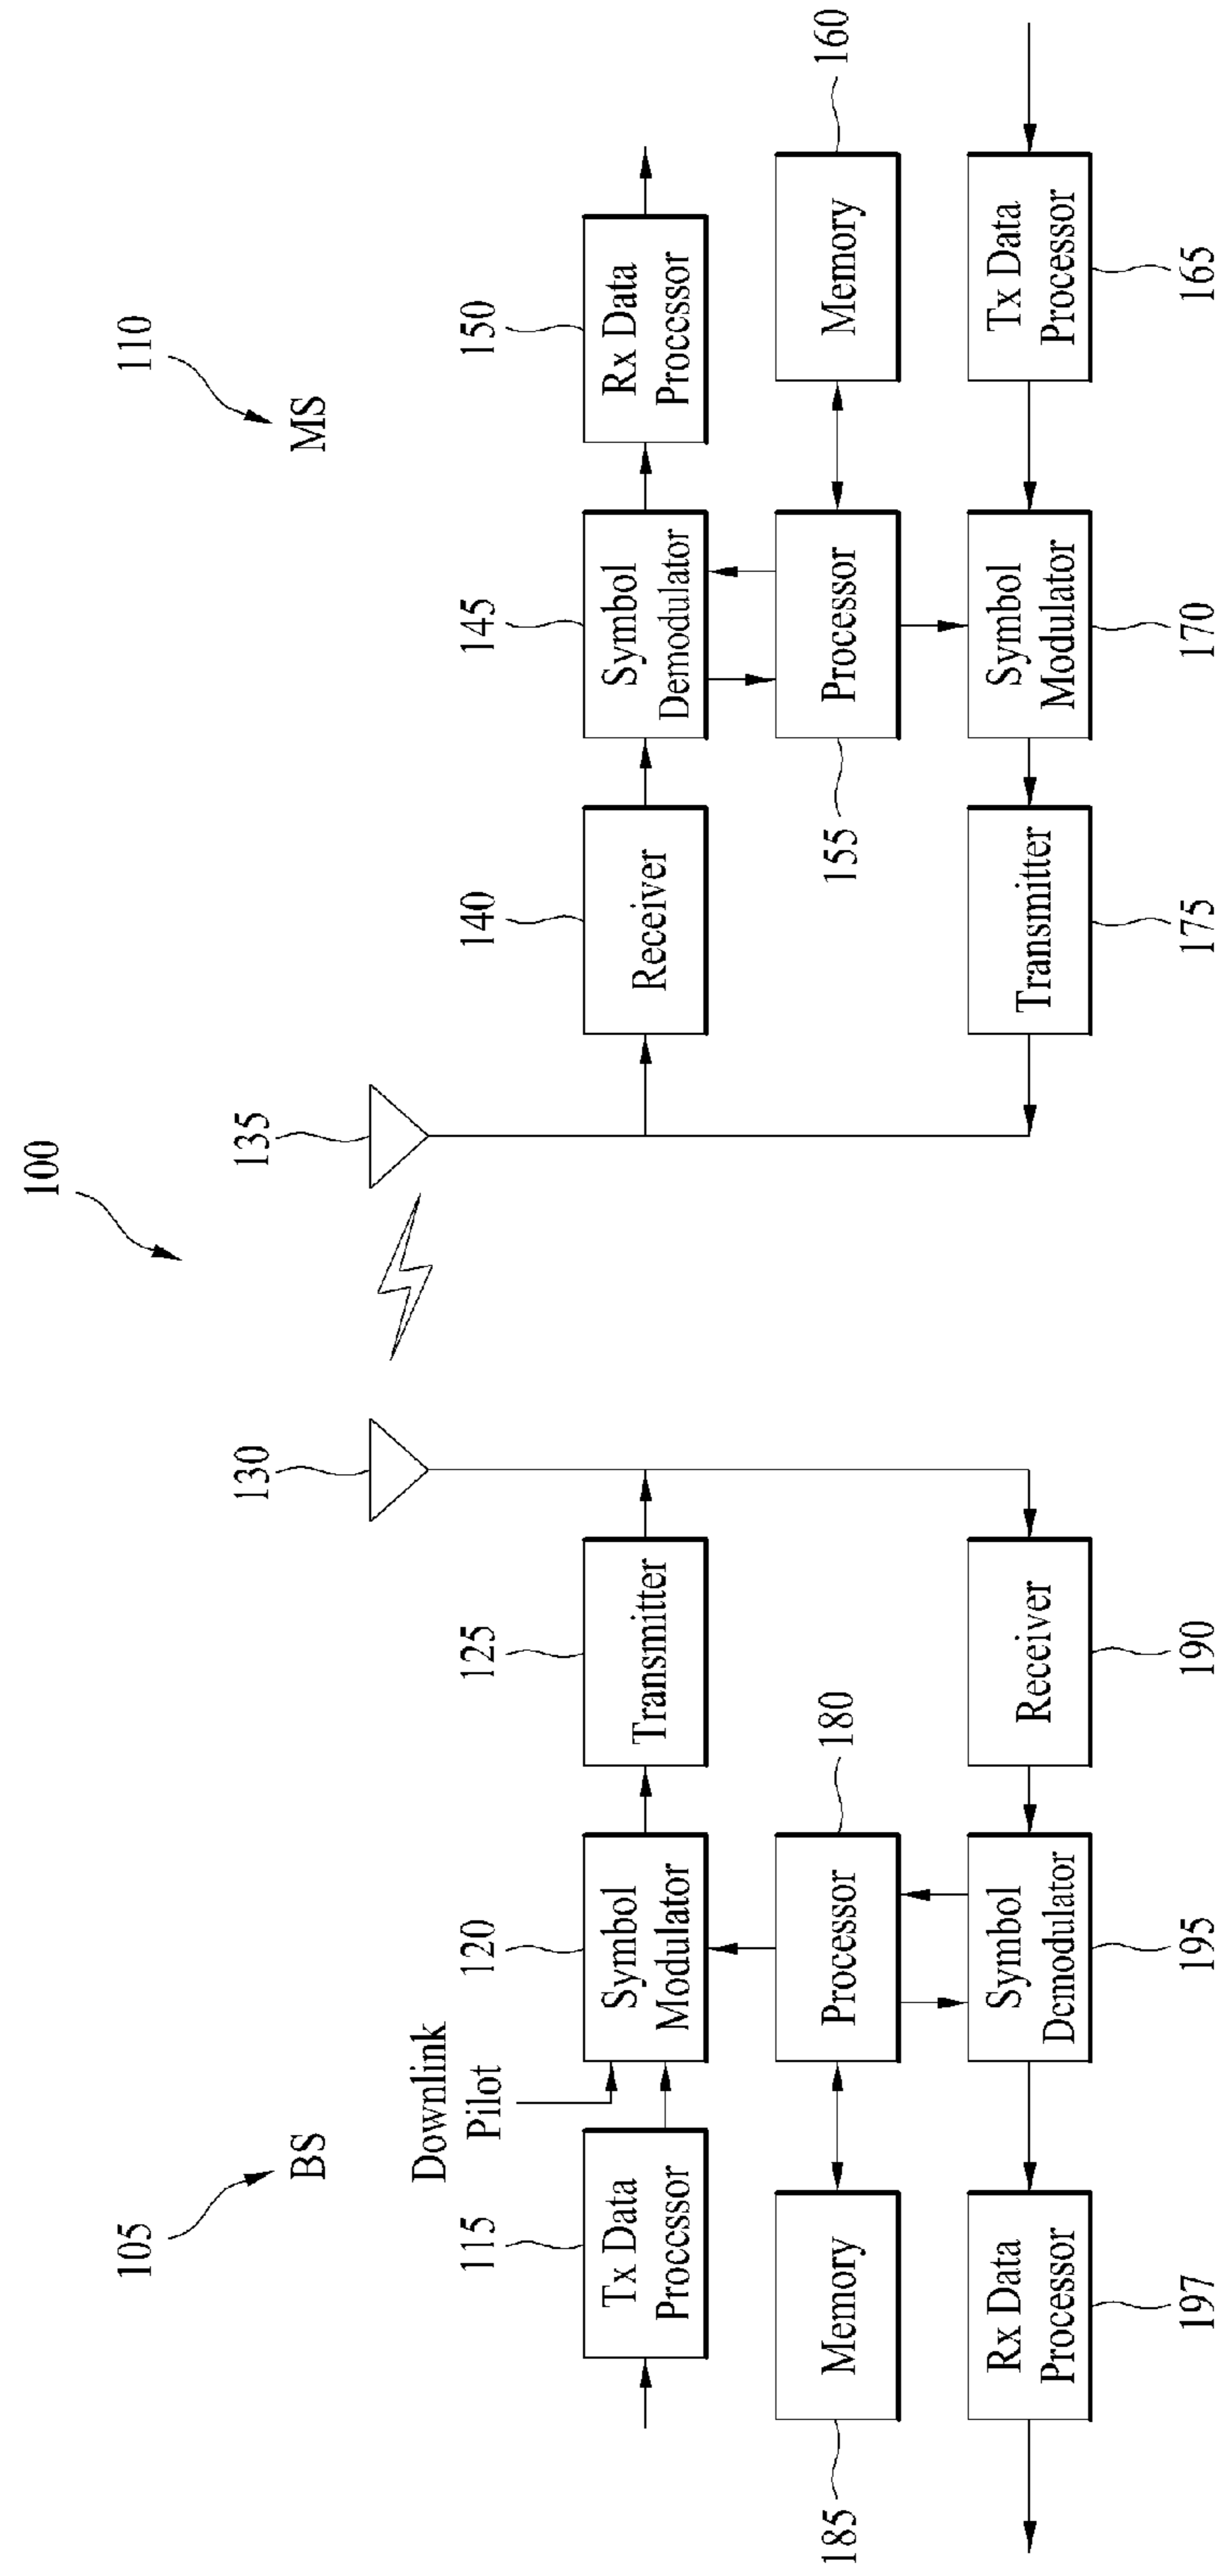 100
105
BS
110
MS
130
135
Downlink
Pilot
115
Tx Data
Processor
120
Symbol
Modulator
125
Transmitter
140
Receiver
145
Symbol
Demodulator
150
Rx Data
Processor
185
Memory
180
Processor
155
Processor
160
Memory
197
Rx Data
Processor
195
Symbol
Demodulator
190
Receiver
175
Transmitter
170
Symbol
Modulator
165
Tx Data
Processor